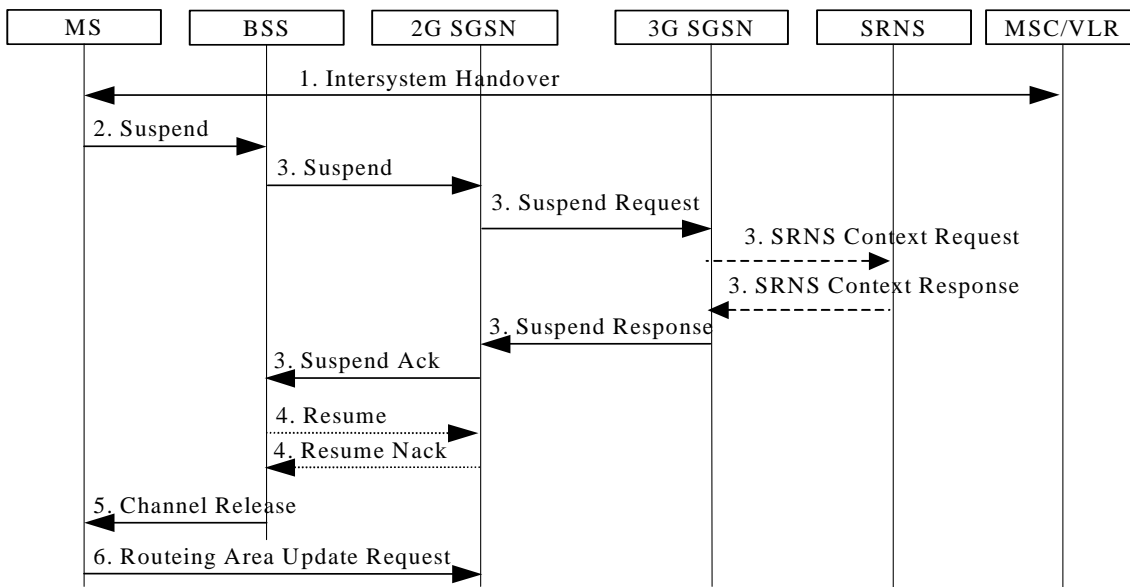 MS
BSS
2G SGSN
3G SGSN
SRNS
MSC/VLR
1. Intersystem Handover
2. Suspend
3. Suspend
3. Suspend Request
3. SRNS Context Request
3. SRNS Context Response
3. Suspend Response
3. Suspend Ack
4. Resume
4. Resume Nack
5. Channel Release
6. Routeing Area Update Request